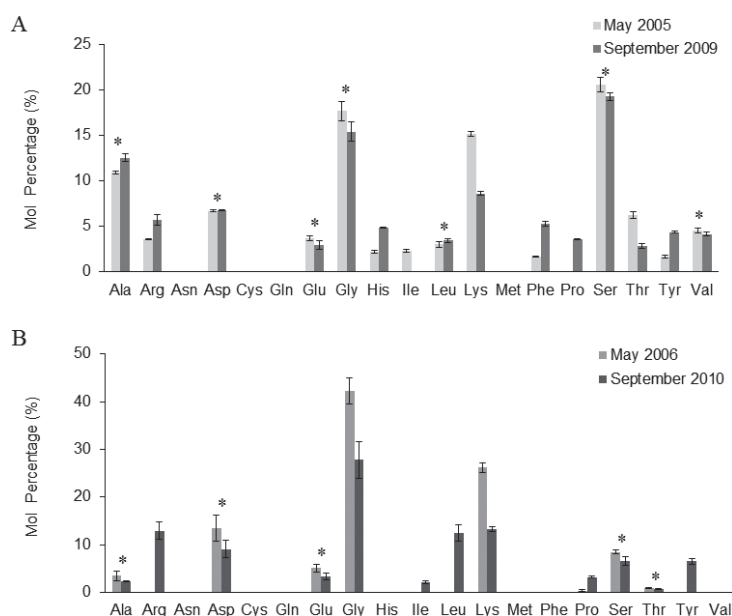 A
May 2005
September 2009
Mol Percentage (%)
25
20
15
10
5
0
* * * * * * *
Ala Arg Asn Asp Cys Gln Glu Gly His Ile Leu Lys Met Phe Pro Ser Thr Tyr Val
B
May 2006
September 2010
Mol Percentage (%)
50
40
30
20
10
0
* * * * *
Ala Arg Asn Asp Cys Gln Glu Gly His Ile Leu Lys Met Phe Pro Ser Thr Tyr Val